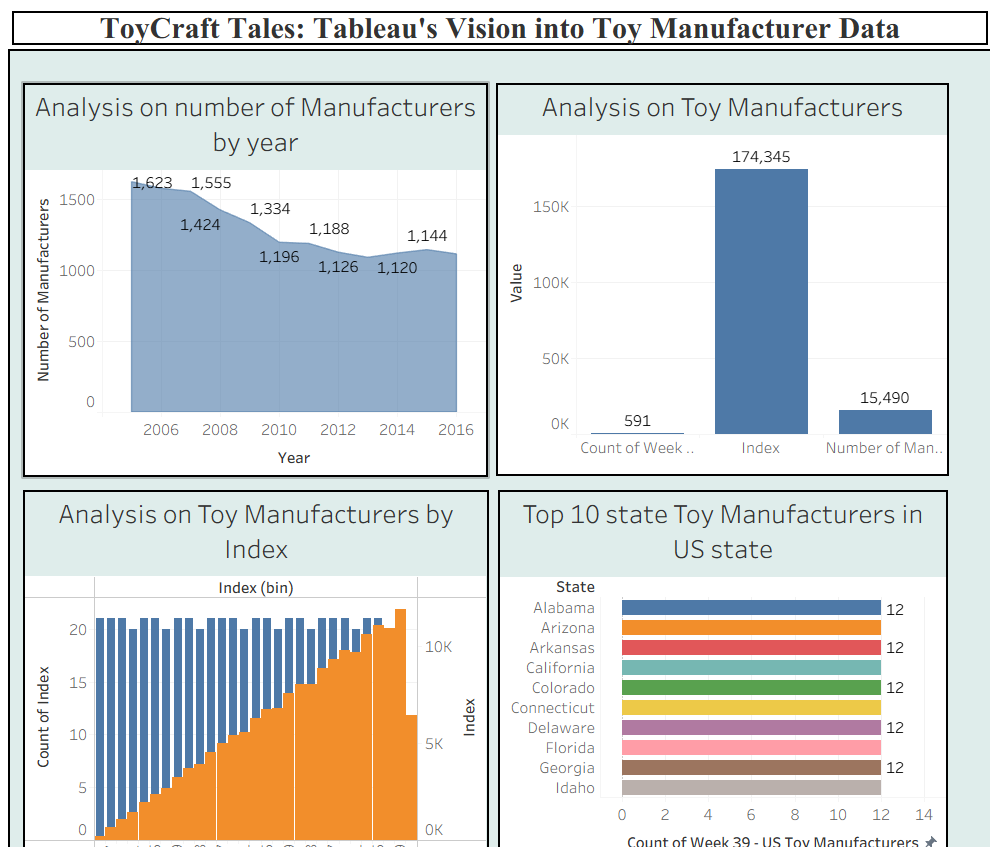 ToyCraft Tales: Tableau's Vision into Toy Manufacturer Data
Analysis on number of Manufacturers
by year
Number of Manufacturers
1500
1000
500
0
1,623
1,555
1,424
1,334
1,196
1,188
1,126
1,120
1,144
2006 2008 2010 2012 2014 2016
Year
Analysis on Toy Manufacturers
Value
150K
100K
50K
0K
591
174,345
15,490
Count of Week .. Index Number of Man..
Analysis on Toy Manufacturers by
Index
Index (bin)
Count of Index
20
15
10
5
0
10K
5K
0K
Index
Top 10 state Toy Manufacturers in
US state
State
Alabama 12
Arizona
Arkansas 12
California
Colorado 12
Connecticut
Delaware 12
Florida
Georgia 12
Idaho
0 2 4 6 8 10 12 14
Count of Week 39 - US Toy Manufacturers